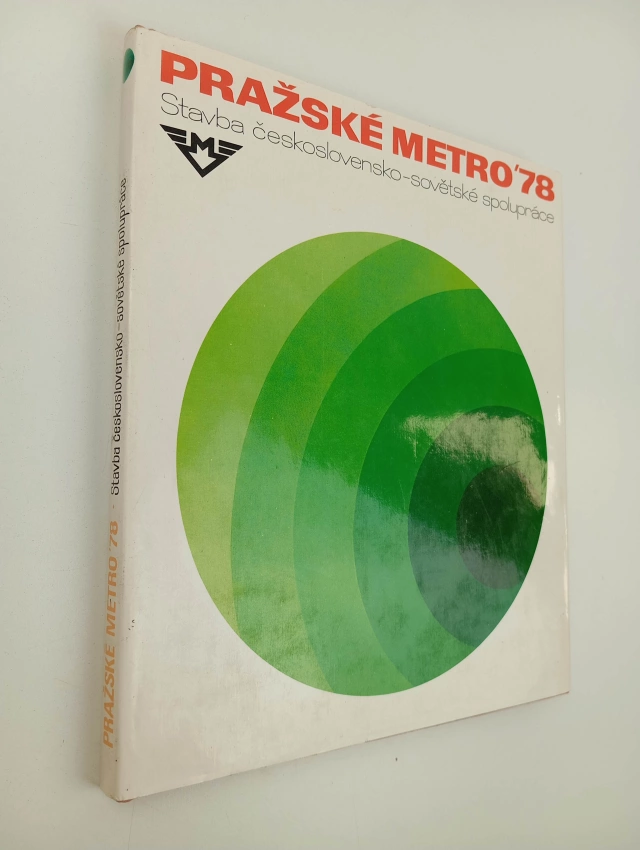 PRAŽSKÉ METRO '78
Stavba československo-sovětské spolupráce
M
PRAŽSKÉ METRO '78 · Stavba československo-sovětské spolupráce